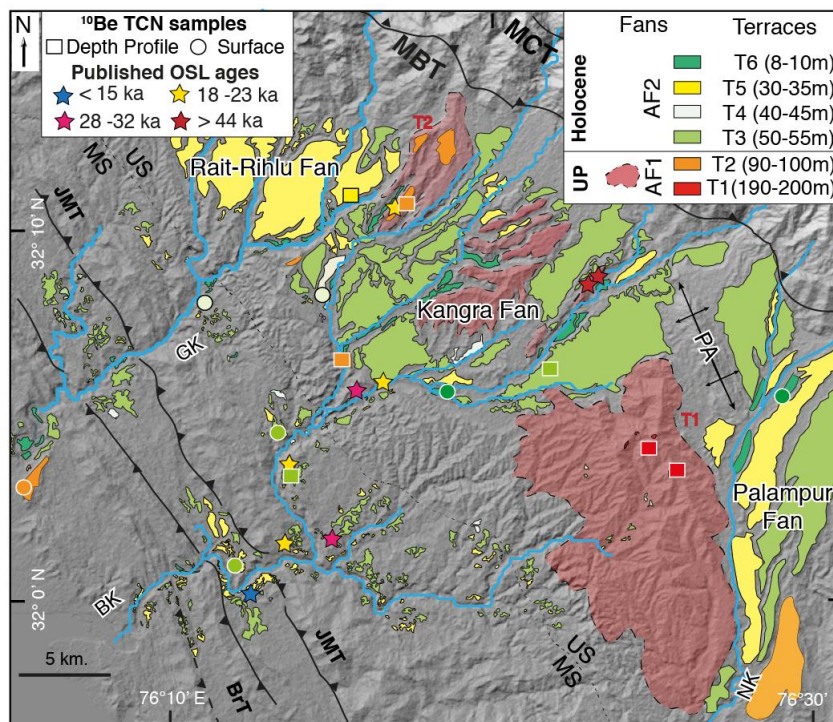 N
¹⁰Be TCN samples
Depth Profile Surface
Published OSL ages
< 15 ka 18 -23 ka
28 -32 ka > 44 ka
Fans Terraces
Holocene
AF2
T6 (8-10m)
T5 (30-35m)
T4 (40-45m)
T3 (50-55m)
UP
AF1
T2 (90-100m)
T1(190-200m)
MBT
MCT
T2
US
MS
Rait-Rihlu Fan
JMT
32° 10' N
Kangra Fan
GK
PA
T1
Palampur
Fan
32° 0' N
BK
JMT
US
MS
5 km.
BrT
NK
76°10' E
76°30'